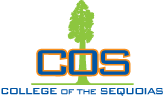 COS
COLLEGE OF THE SEQUOIAS